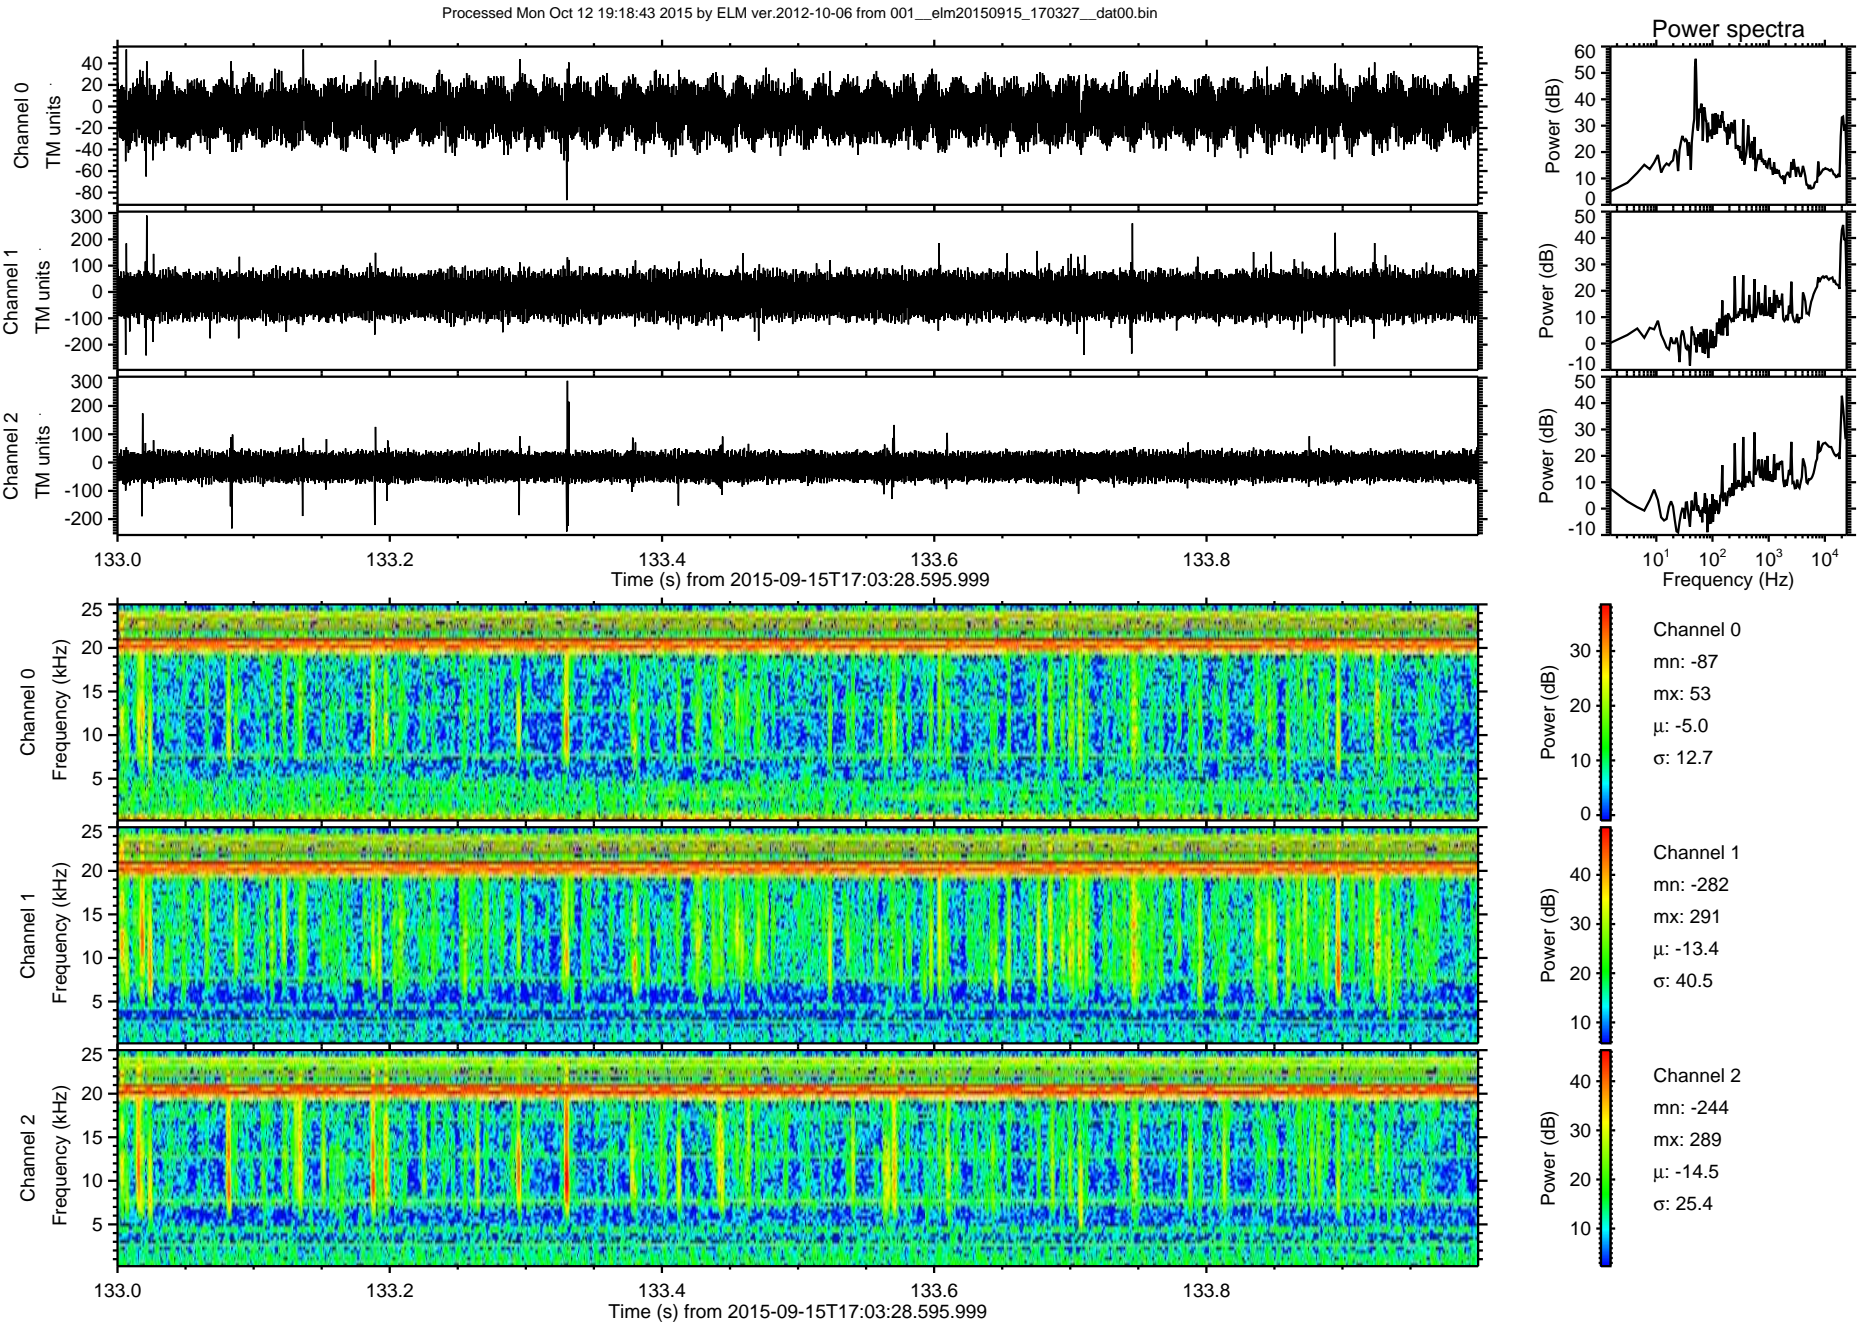 Processed Mon Oct 12 19:18:43 2015 by ELM ver.2012-10-06 from 001__elm20150915_170327__dat00.bin
Power spectra
Channel 0
TM units
40
20
0
-20
-40
-60
-80
Power (dB)
60
50
40
30
20
10
0
Channel 1
TM units
300
200
100
0
-100
-200
Power (dB)
50
40
30
20
10
0
-10
Channel 2
TM units
300
200
100
0
-100
-200
Power (dB)
50
40
30
20
10
0
-10
133.0 133.2 133.4 133.6 133.8
Time (s) from 2015-09-15T17:03:28.595.999
10¹ 10² 10³ 10⁴
Frequency (Hz)
Channel 0
Frequency (kHz)
25
20
15
10
5
Power (dB)
30
20
10
0
Channel 0
mn: -87
mx: 53
μ: -5.0
σ: 12.7
Channel 1
Frequency (kHz)
25
20
15
10
5
Power (dB)
40
30
20
10
Channel 1
mn: -282
mx: 291
μ: -13.4
σ: 40.5
Channel 2
Frequency (kHz)
25
20
15
10
5
Power (dB)
40
30
20
10
Channel 2
mn: -244
mx: 289
μ: -14.5
σ: 25.4
133.0 133.2 133.4 133.6 133.8
Time (s) from 2015-09-15T17:03:28.595.999